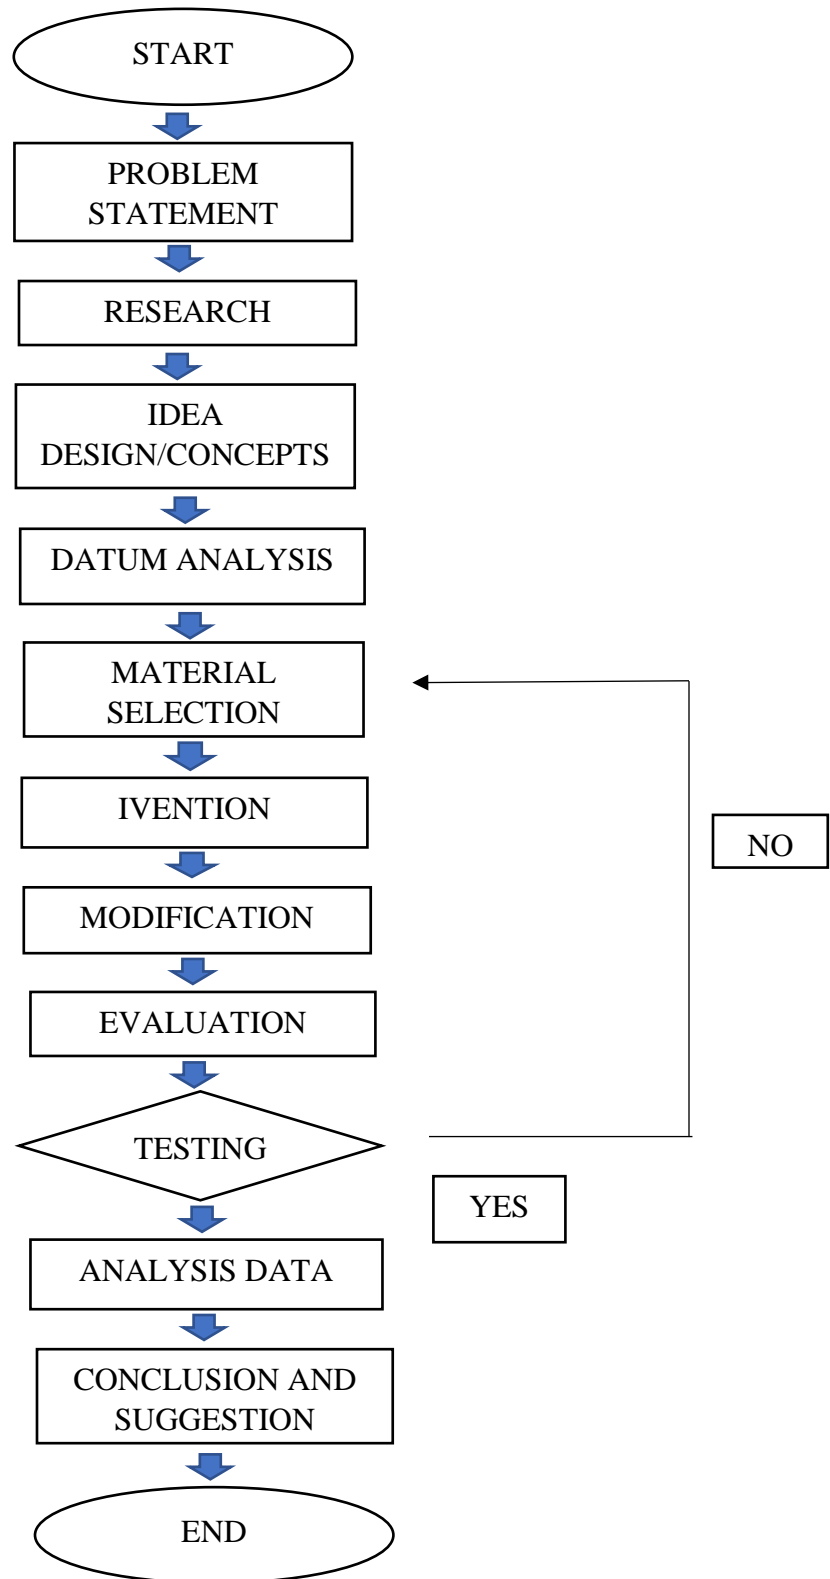 START
PROBLEM
STATEMENT
RESEARCH
IDEA
DESIGN/CONCEPTS
DATUM ANALYSIS
MATERIAL
SELECTION
IVENTION
NO
MODIFICATION
EVALUATION
TESTING
YES
ANALYSIS DATA
CONCLUSION AND
SUGGESTION
END